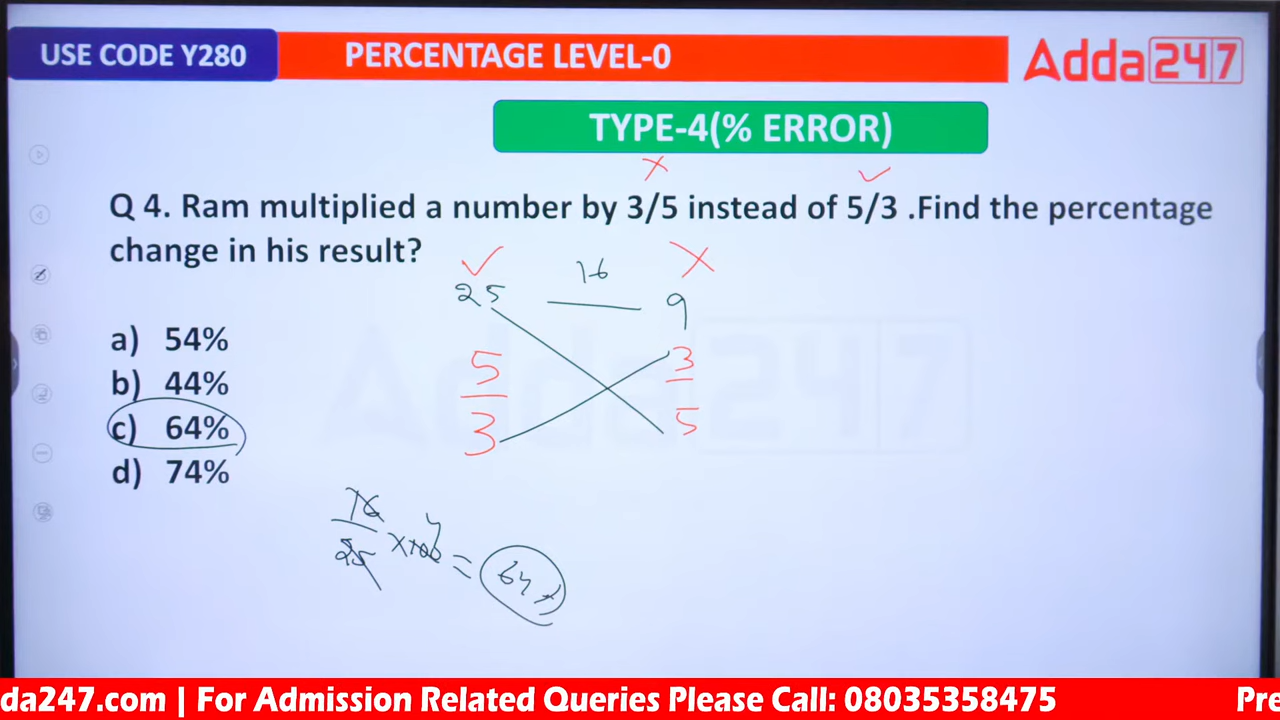 USE CODE Y280
PERCENTAGE LEVEL-0
Adda247
TYPE-4(% ERROR)
Q 4. Ram multiplied a number by 3/5 instead of 5/3 .Find the percentage
change in his result?
25 16 9
a) 54%
b) 44%
c) 64%
d) 74%
5/3
3/5
16/25 x 100 4 = 64%
Adda247
da247.com | For Admission Related Queries Please Call: 08035358475
Pre